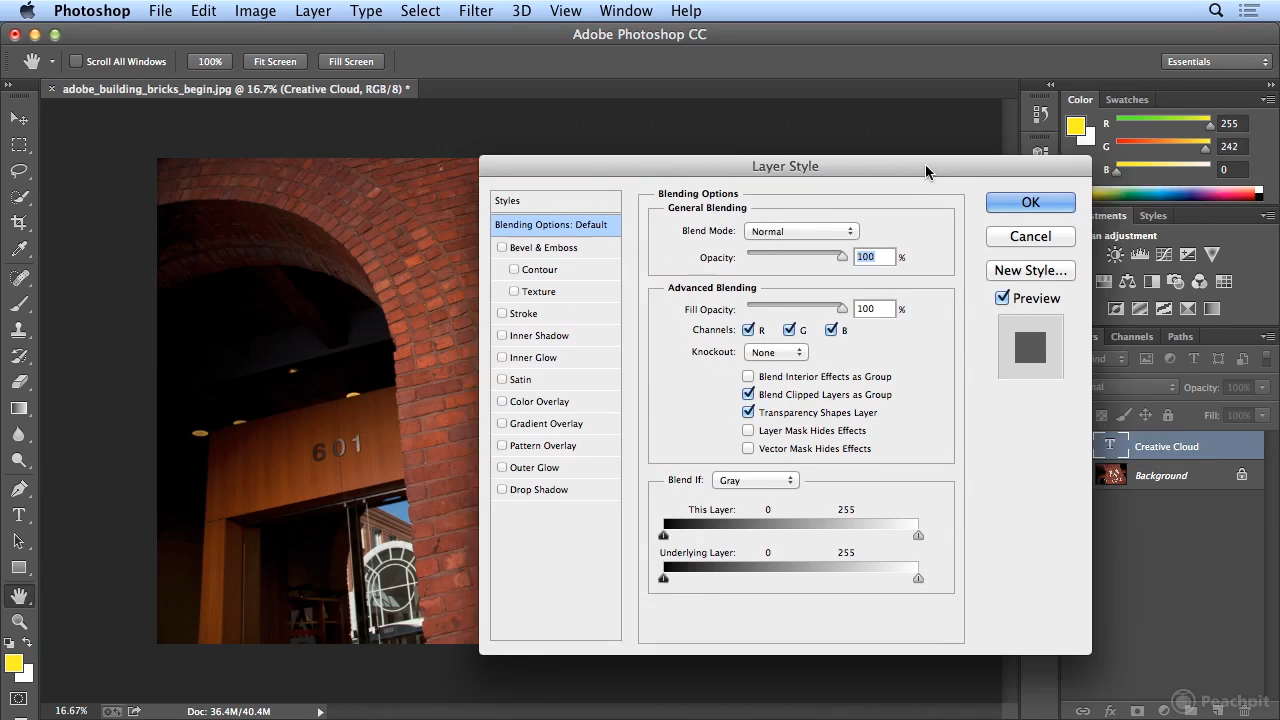 Photoshop File Edit Image Layer Type Select Filter 3D View Window Help
Adobe Photoshop CC
Scroll All Windows 100% Fit Screen Fill Screen Essentials
× adobe_building_bricks_begin.jpg @ 16.7% (Creative Cloud, RGB/8) *
Color Swatches
R 255
G 242
B 0
Layer Style
Styles
Blending Options: Default
Bevel & Emboss
Contour
Texture
Stroke
Inner Shadow
Inner Glow
Satin
Color Overlay
Gradient Overlay
Pattern Overlay
Outer Glow
Drop Shadow
Blending Options
General Blending
Blend Mode: Normal
Opacity: 100 %
Advanced Blending
Fill Opacity: 100 %
Channels: R G B
Knockout: None
Blend Interior Effects as Group
Blend Clipped Layers as Group
Transparency Shapes Layer
Layer Mask Hides Effects
Vector Mask Hides Effects
Blend If: Gray
This Layer: 0 255
Underlying Layer: 0 255
OK
Cancel
New Style...
Preview
tments Styles
an adjustment
rs Channels Paths
ind
mal Opacity: 100%
Fill: 100%
T Creative Cloud
Background
601
16.67% Doc: 36.4M/40.4M
Peachpit